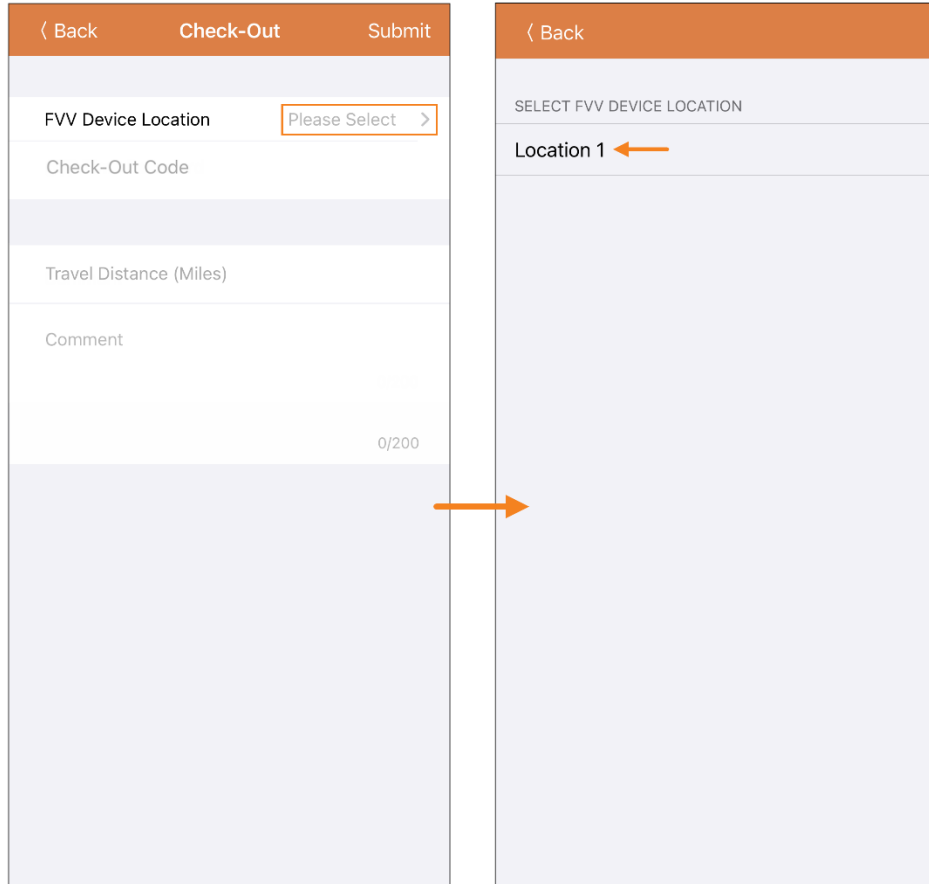 Back Check-Out Submit
FVV Device Location Please Select
Check-Out Code
Travel Distance (Miles)
Comment
0/200
Back
SELECT FVV DEVICE LOCATION
Location 1